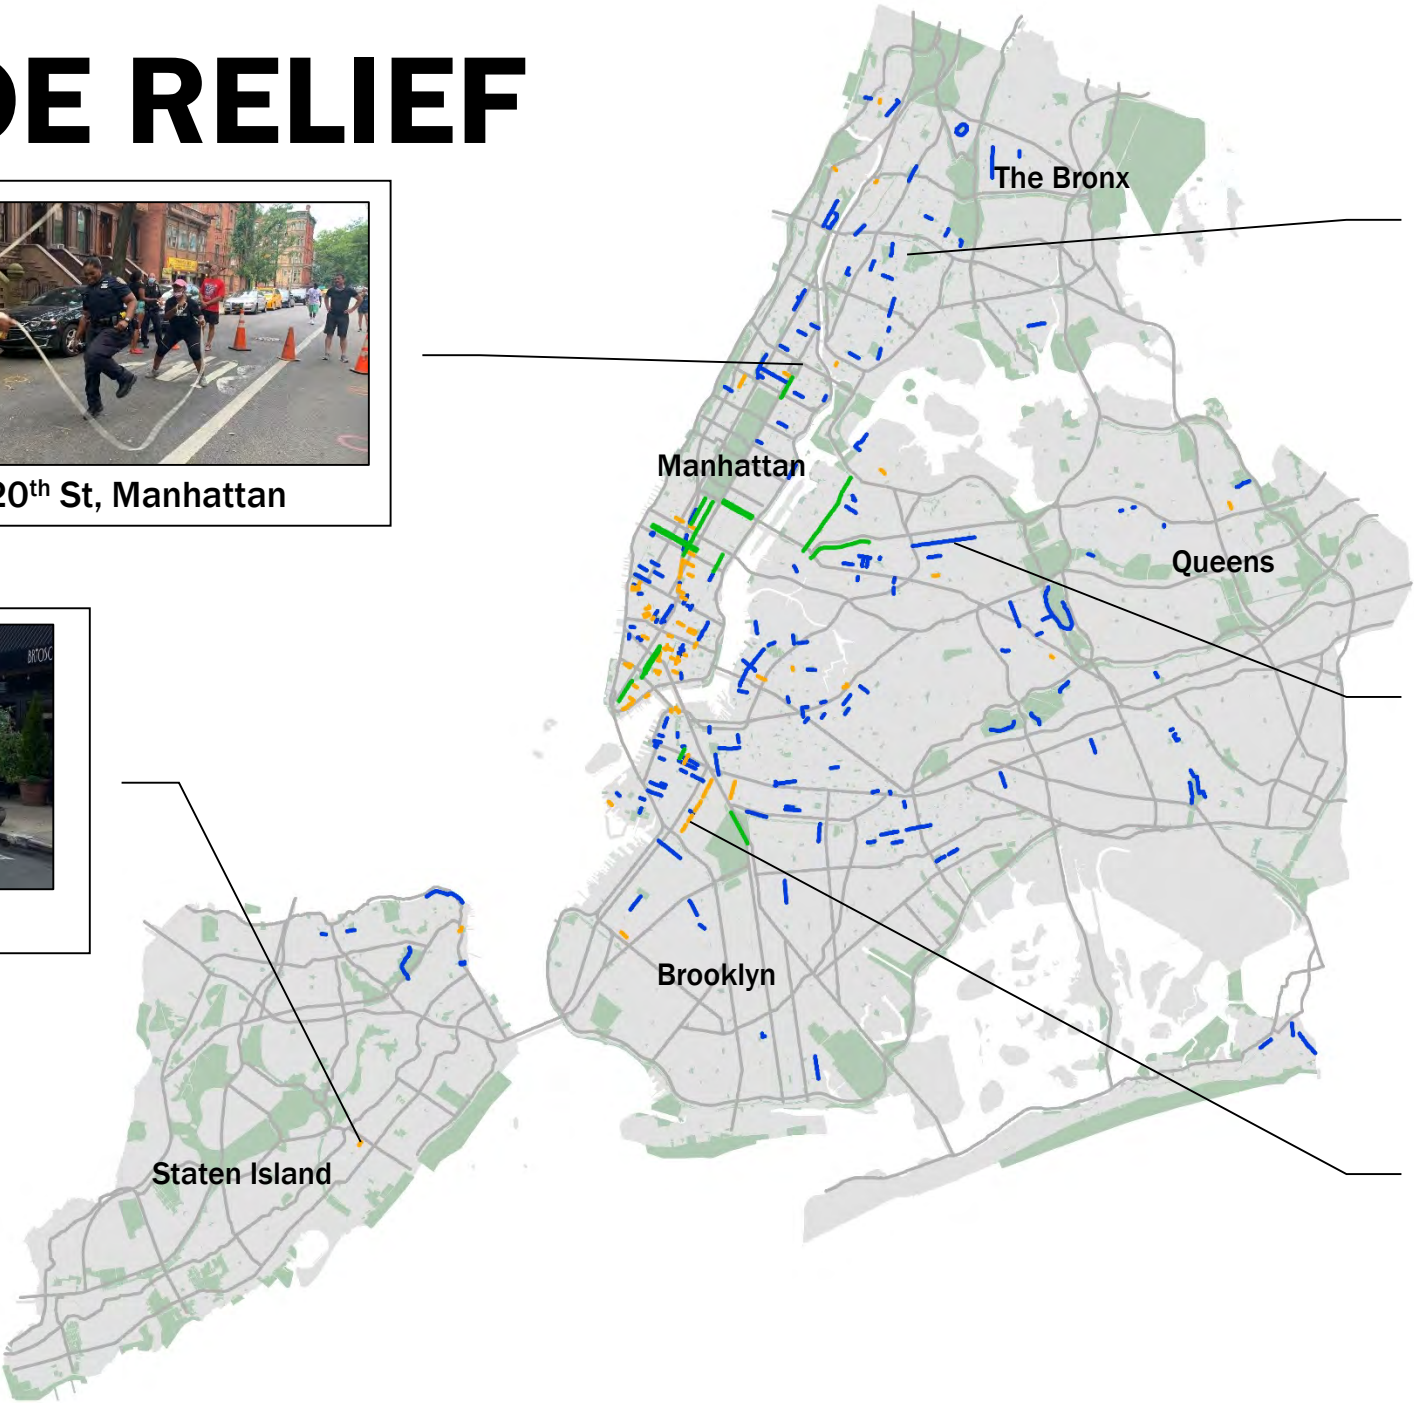 DE RELIEF
The Bronx
20th St, Manhattan
Manhattan
Queens
Brooklyn
Staten Island